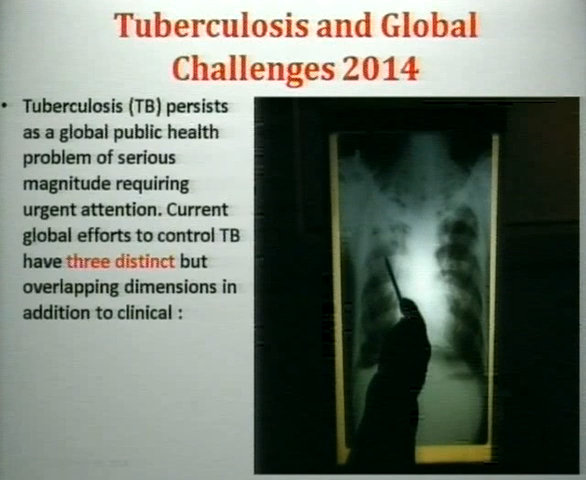 Tuberculosis and Global
Challenges 2014
• Tuberculosis (TB) persists
as a global public health
problem of serious
magnitude requiring
urgent attention. Current
global efforts to control TB
have three distinct but
overlapping dimensions in
addition to clinical :